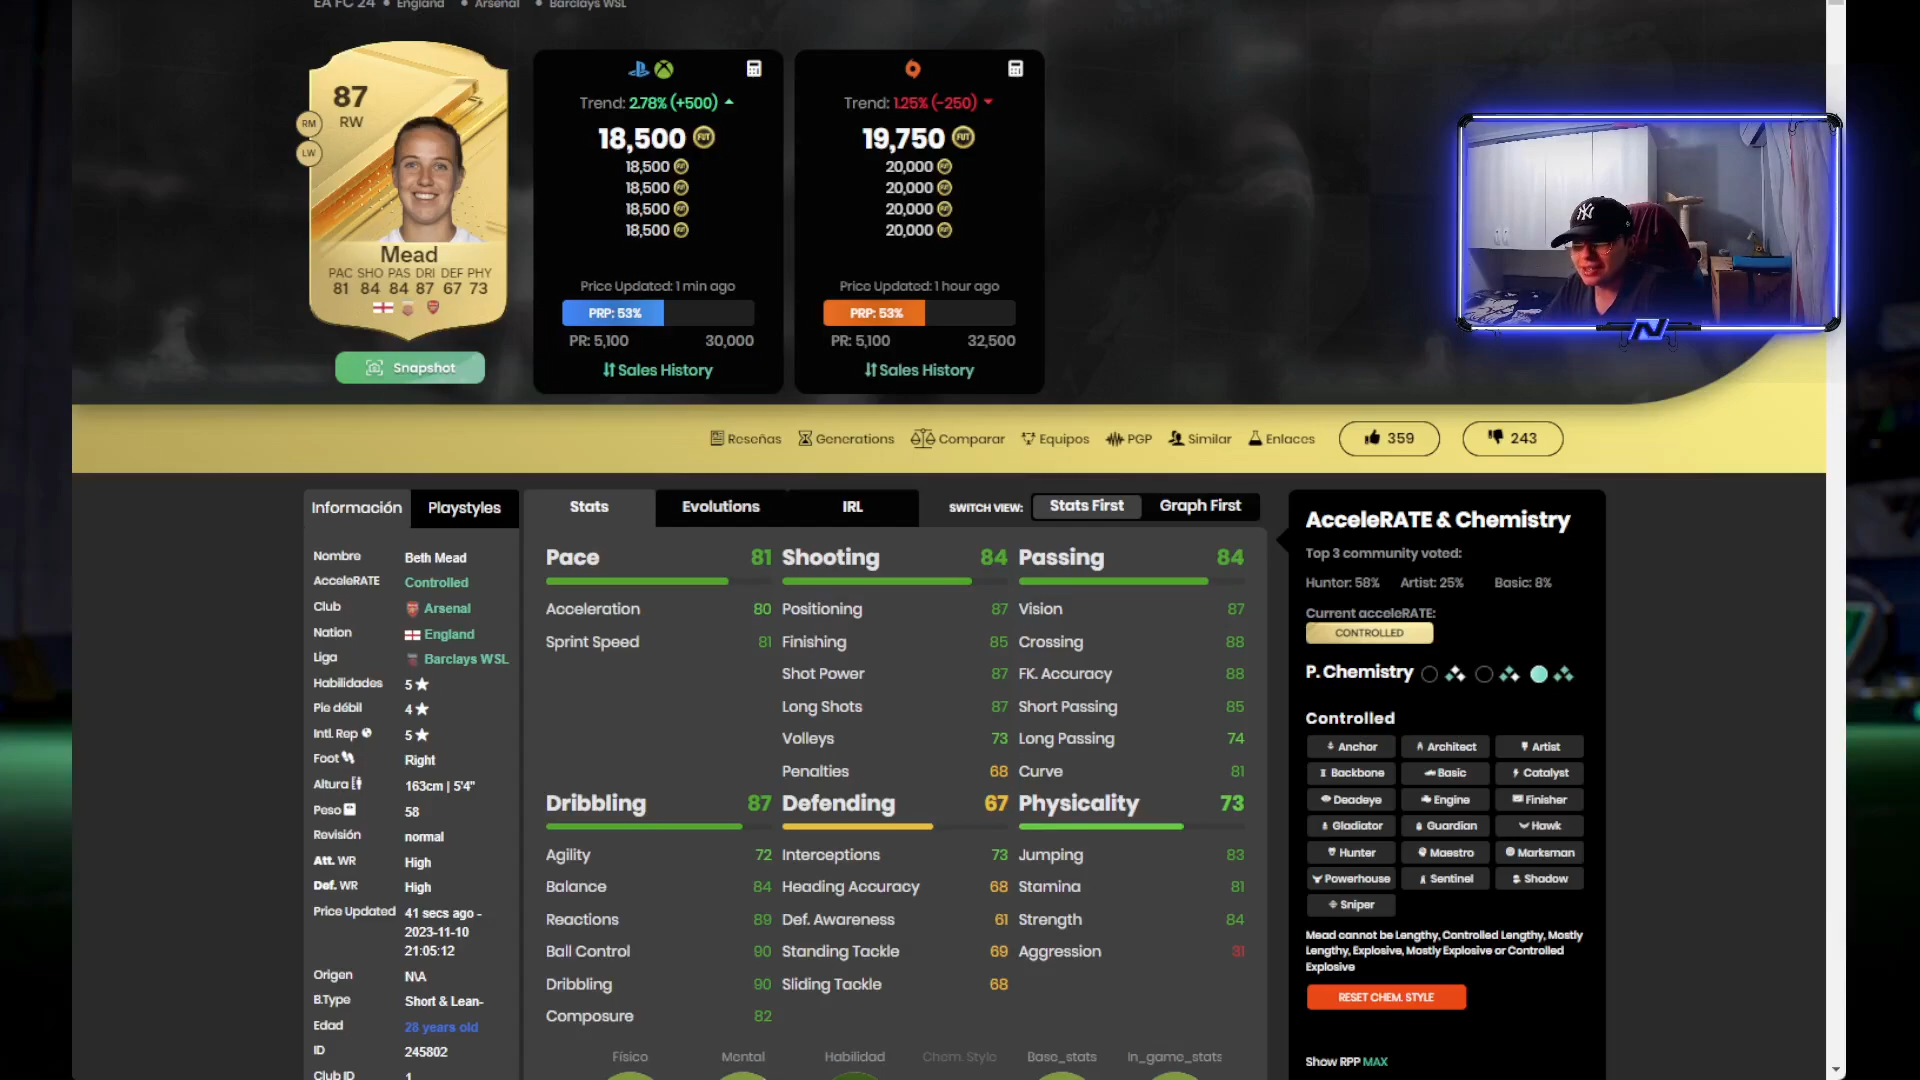 EA FC 24 • England • Arsenal • Barclays WSL
87
RW
RM
LW
Mead
PAC SHO PAS DRI DEF PHY
81 84 84 87 67 73
Snapshot
Trend: 2.78% (+500)
18,500
18,500
18,500
18,500
18,500
Price Updated: 1 min ago
PRP: 53%
PR: 5,100 30,000
Sales History
Trend: 1.25% (-250)
19,750
20,000
20,000
20,000
20,000
Price Updated: 1 hour ago
PRP: 53%
PR: 5,100 32,500
Sales History
Reseñas Generations Comparar Equipos PGP Similar Enlaces 359 243
Información Playstyles
Nombre Beth Mead
AcceleRATE Controlled
Club Arsenal
Nation England
Liga Barclays WSL
Habilidades 5 ★
Pie débil 4 ★
Intl. Rep 5 ★
Foot Right
Altura 163cm | 5'4"
Peso 58
Revisión normal
Att. WR High
Def. WR High
Price Updated 41 secs ago -
2023-11-10
21:05:12
Origen N\A
B.Type Short & Lean-
Edad 28 years old
ID 245802
Club ID 1
Stats Evolutions IRL SWITCH VIEW: Stats First Graph First
Pace 81
Acceleration 80
Sprint Speed 81
Shooting 84
Positioning 87
Finishing 85
Shot Power 87
Long Shots 87
Volleys 73
Penalties 68
Passing 84
Vision 87
Crossing 88
FK. Accuracy 88
Short Passing 85
Long Passing 74
Curve 81
Dribbling 87
Agility 72
Balance 84
Reactions 89
Ball Control 90
Dribbling 90
Composure 82
Defending 67
Interceptions 73
Heading Accuracy 68
Def. Awareness 61
Standing Tackle 69
Sliding Tackle 68
Physicality 73
Jumping 83
Stamina 81
Strength 84
Aggression 31
Físico Mental Habilidad Chem. Style Base_stats In_game_stats
AcceleRATE & Chemistry
Top 3 community voted:
Hunter: 58% Artist: 25% Basic: 8%
Current acceleRATE:
CONTROLLED
P. Chemistry
Controlled
Anchor Architect Artist
Backbone Basic Catalyst
Deadeye Engine Finisher
Gladiator Guardian Hawk
Hunter Maestro Marksman
Powerhouse Sentinel Shadow
Sniper
Mead cannot be Lengthy, Controlled Lengthy, Mostly
Lengthy, Explosive, Mostly Explosive or Controlled
Explosive
RESET CHEM. STYLE
Show RPP MAX